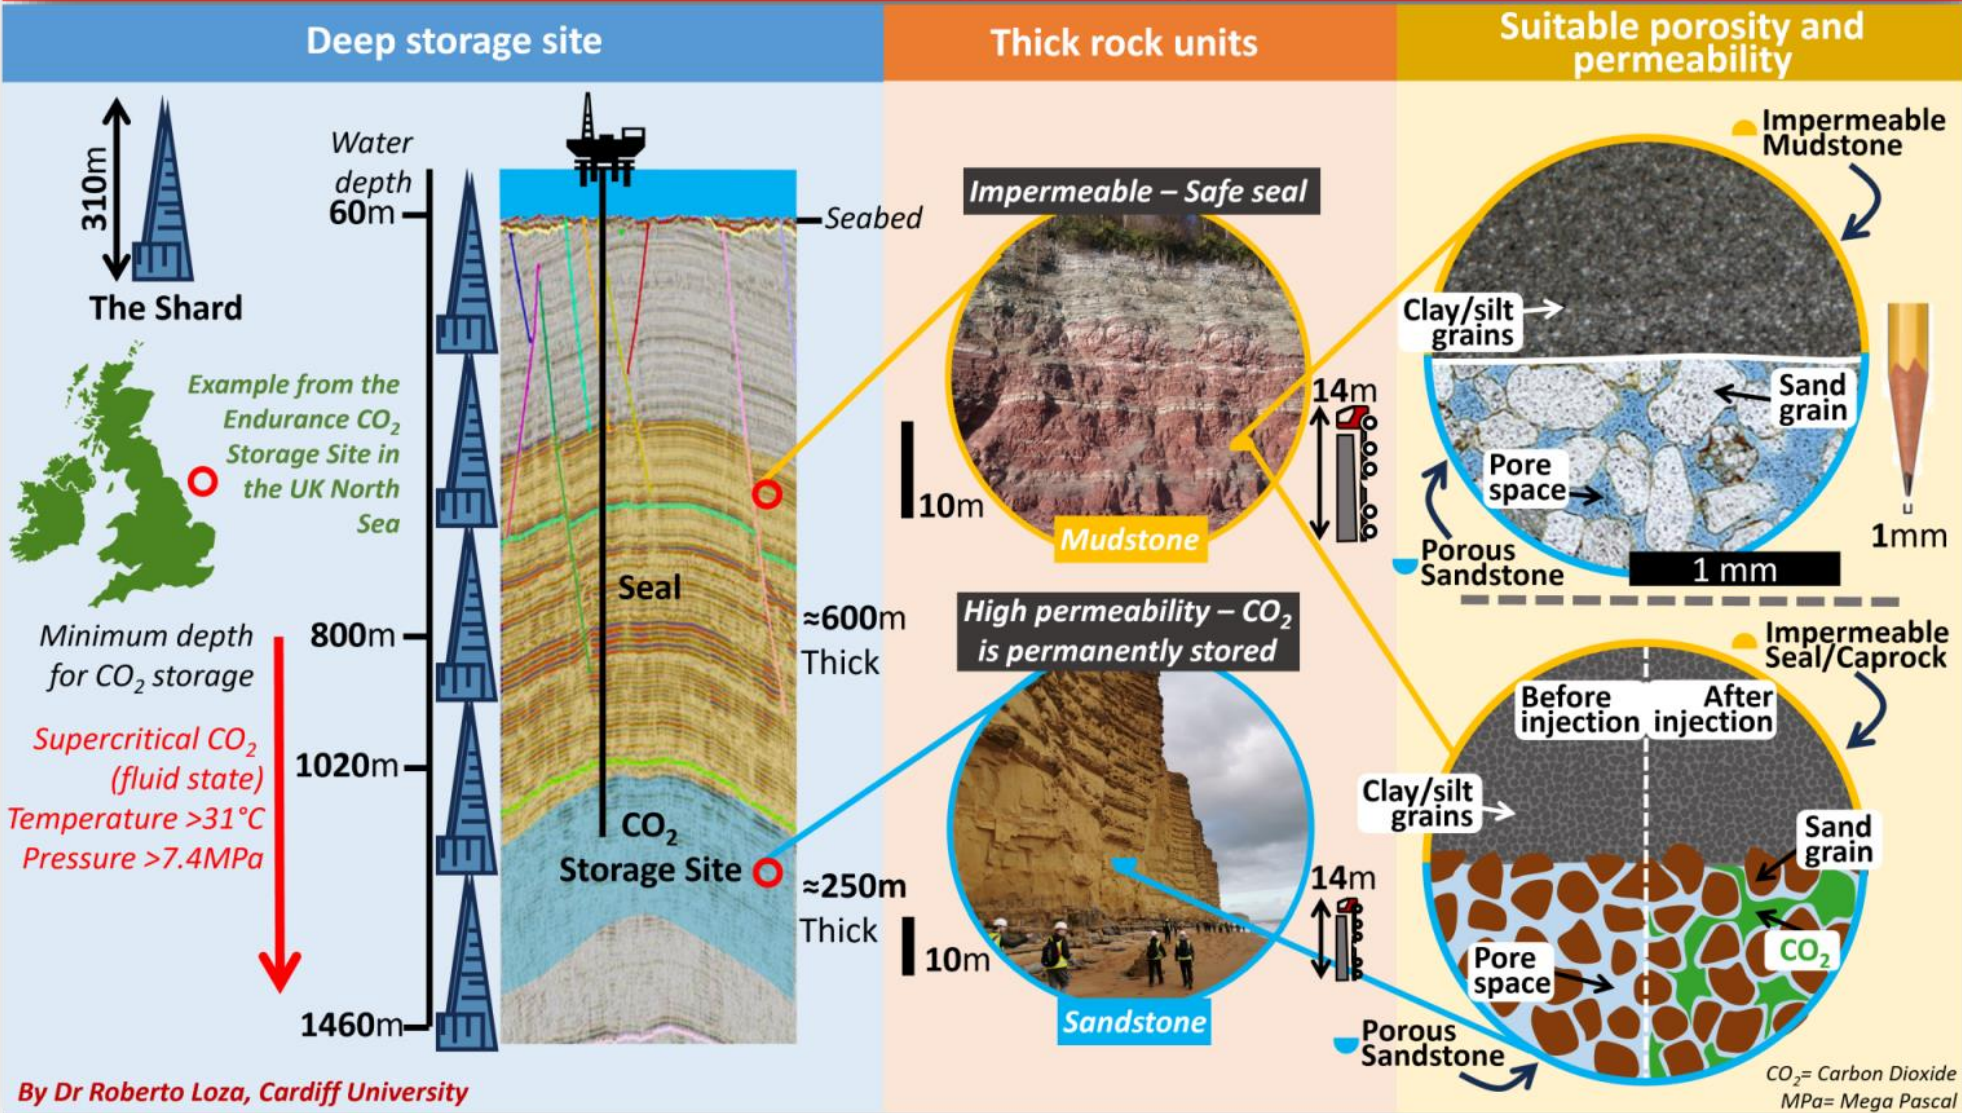 Deep storage site
310m
The Shard
Example from the
Endurance CO₂
Storage Site in
the UK North
Sea
Minimum depth
for CO₂ storage
Supercritical CO₂
(fluid state)
Temperature >31°C
Pressure >7.4MPa
Water
depth
60m
800m
1020m
1460m
Seabed
Seal
≈600m
Thick
CO₂
Storage Site
≈250m
Thick
By Dr Roberto Loza, Cardiff University
Thick rock units
Impermeable – Safe seal
14m
10m
Mudstone
High permeability – CO₂
is permanently stored
14m
10m
Sandstone
Suitable porosity and
permeability
Impermeable
Mudstone
Clay/silt
grains
Sand
grain
Pore
space
Porous
Sandstone
1 mm
1mm
Impermeable
Seal/Caprock
Before
injection
After
injection
Clay/silt
grains
Sand
grain
CO₂
Pore
space
Porous
Sandstone
CO₂= Carbon Dioxide
MPa= Mega Pascal